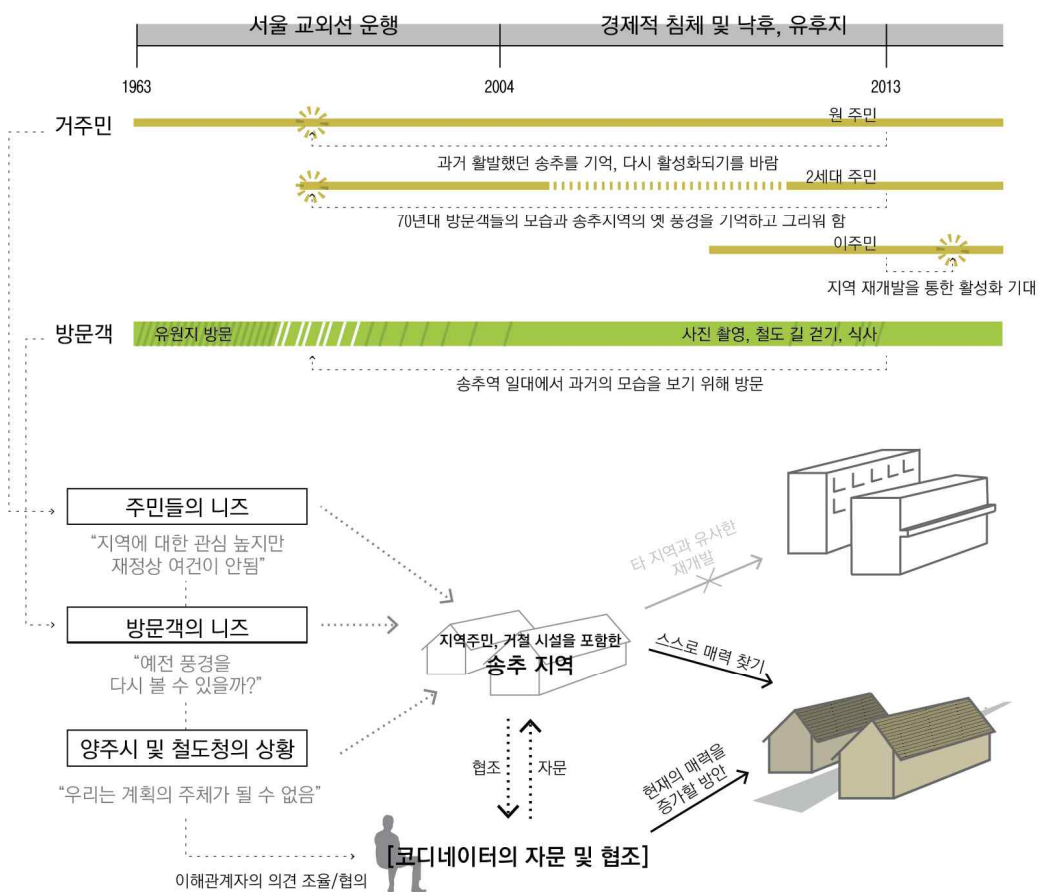 서울 교외선 운행
경제적 침체 및 낙후, 유휴지
1963
2004
2013
거주민
원 주민
과거 활발했던 송추를 기억, 다시 활성화되기를 바람
2세대 주민
70년대 방문객들의 모습과 송추지역의 옛 풍경을 기억하고 그리워 함
이주민
지역 재개발을 통한 활성화 기대
방문객
유원지 방문
사진 촬영, 철도 길 걷기, 식사
송추역 일대에서 과거의 모습을 보기 위해 방문
주민들의 니즈
“지역에 대한 관심 높지만
재정상 여건이 안됨”
방문객의 니즈
“예전 풍경을
다시 볼 수 있을까?”
양주시 및 철도청의 상황
“우리는 계획의 주체가 될 수 없음”
이해관계자의 의견 조율/협의
타 지역과 유사한
재개발
지역주민, 거철 시설을 포함한
송추 지역
스스로 매력 찾기
협조
자문
현재의 매력을
증가할 방안
[코디네이터의 자문 및 협조]